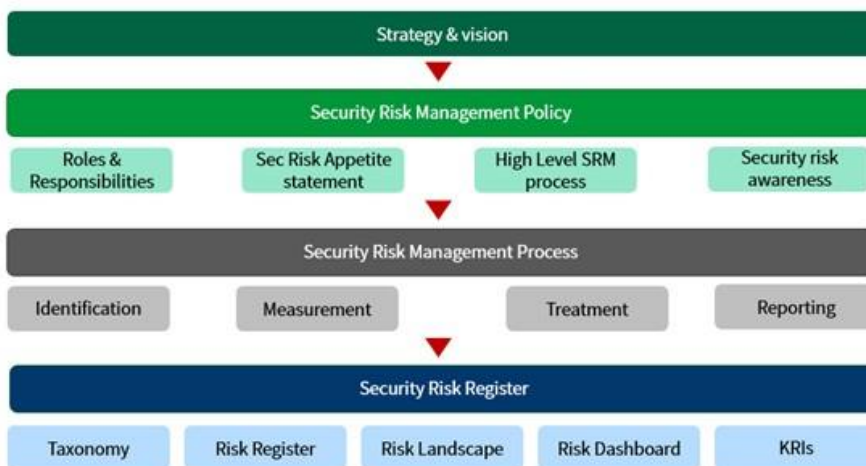 Strategy & vision
Security Risk Management Policy
Roles &
Responsibilities
Sec Risk Appetite
statement
High Level SRM
process
Security risk
awareness
Security Risk Management Process
Identification
Measurement
Treatment
Reporting
Security Risk Register
Taxonomy
Risk Register
Risk Landscape
Risk Dashboard
KRIs